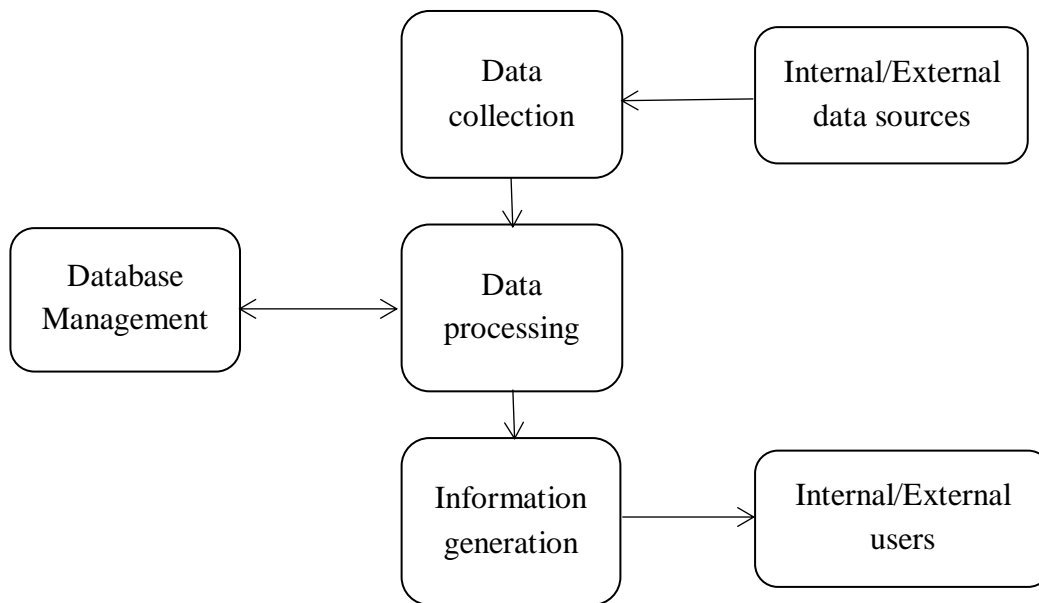 Data
collection
Internal/External
data sources
Database
Management
Data
processing
Information
generation
Internal/External
users